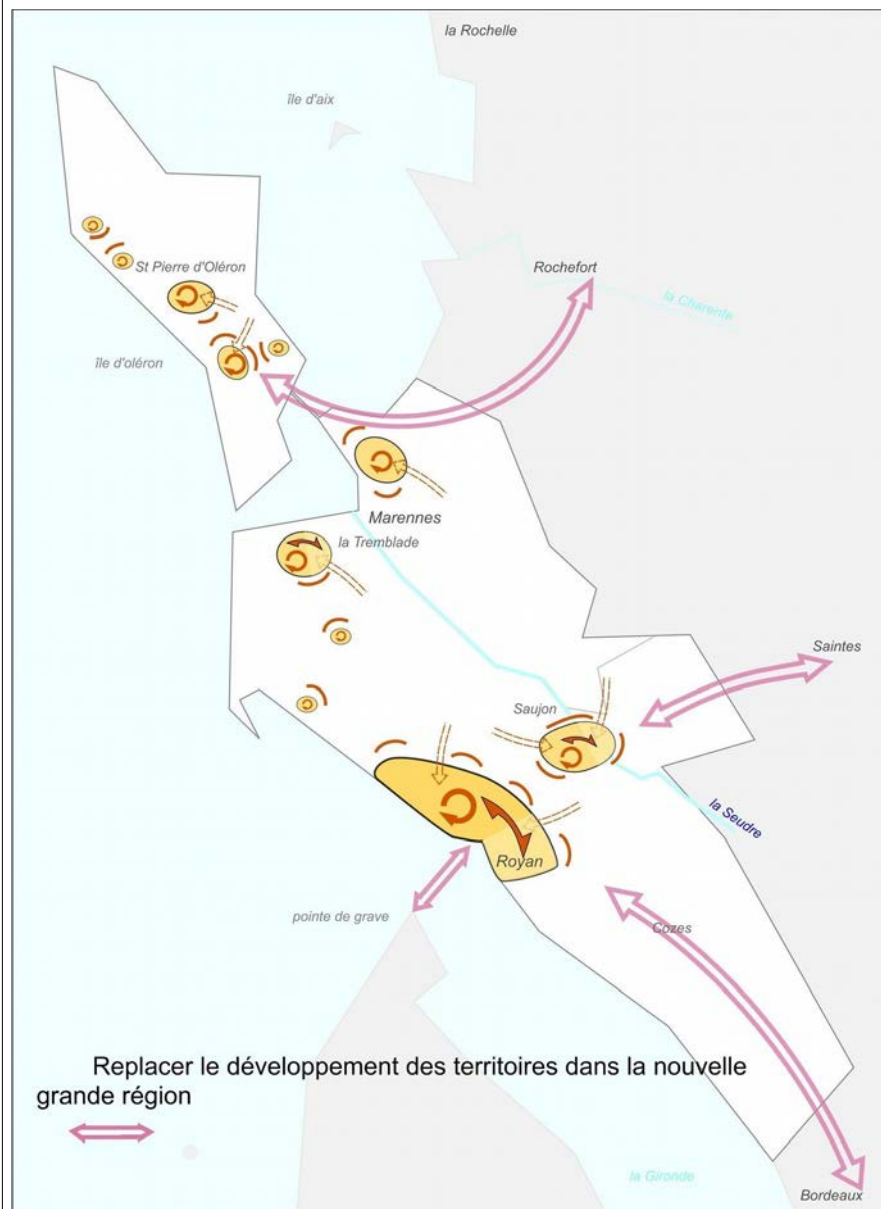 la Rochelle
île d'aix
St Pierre d'Oléron
Rochefort
la Charente
île d'oléron
Marennes
la Tremblade
Saintes
Saujon
la Seudre
Royan
pointe de grave
Cozes
Replacer le développement des territoires dans la nouvelle
grande région
la Gironde
Bordeaux